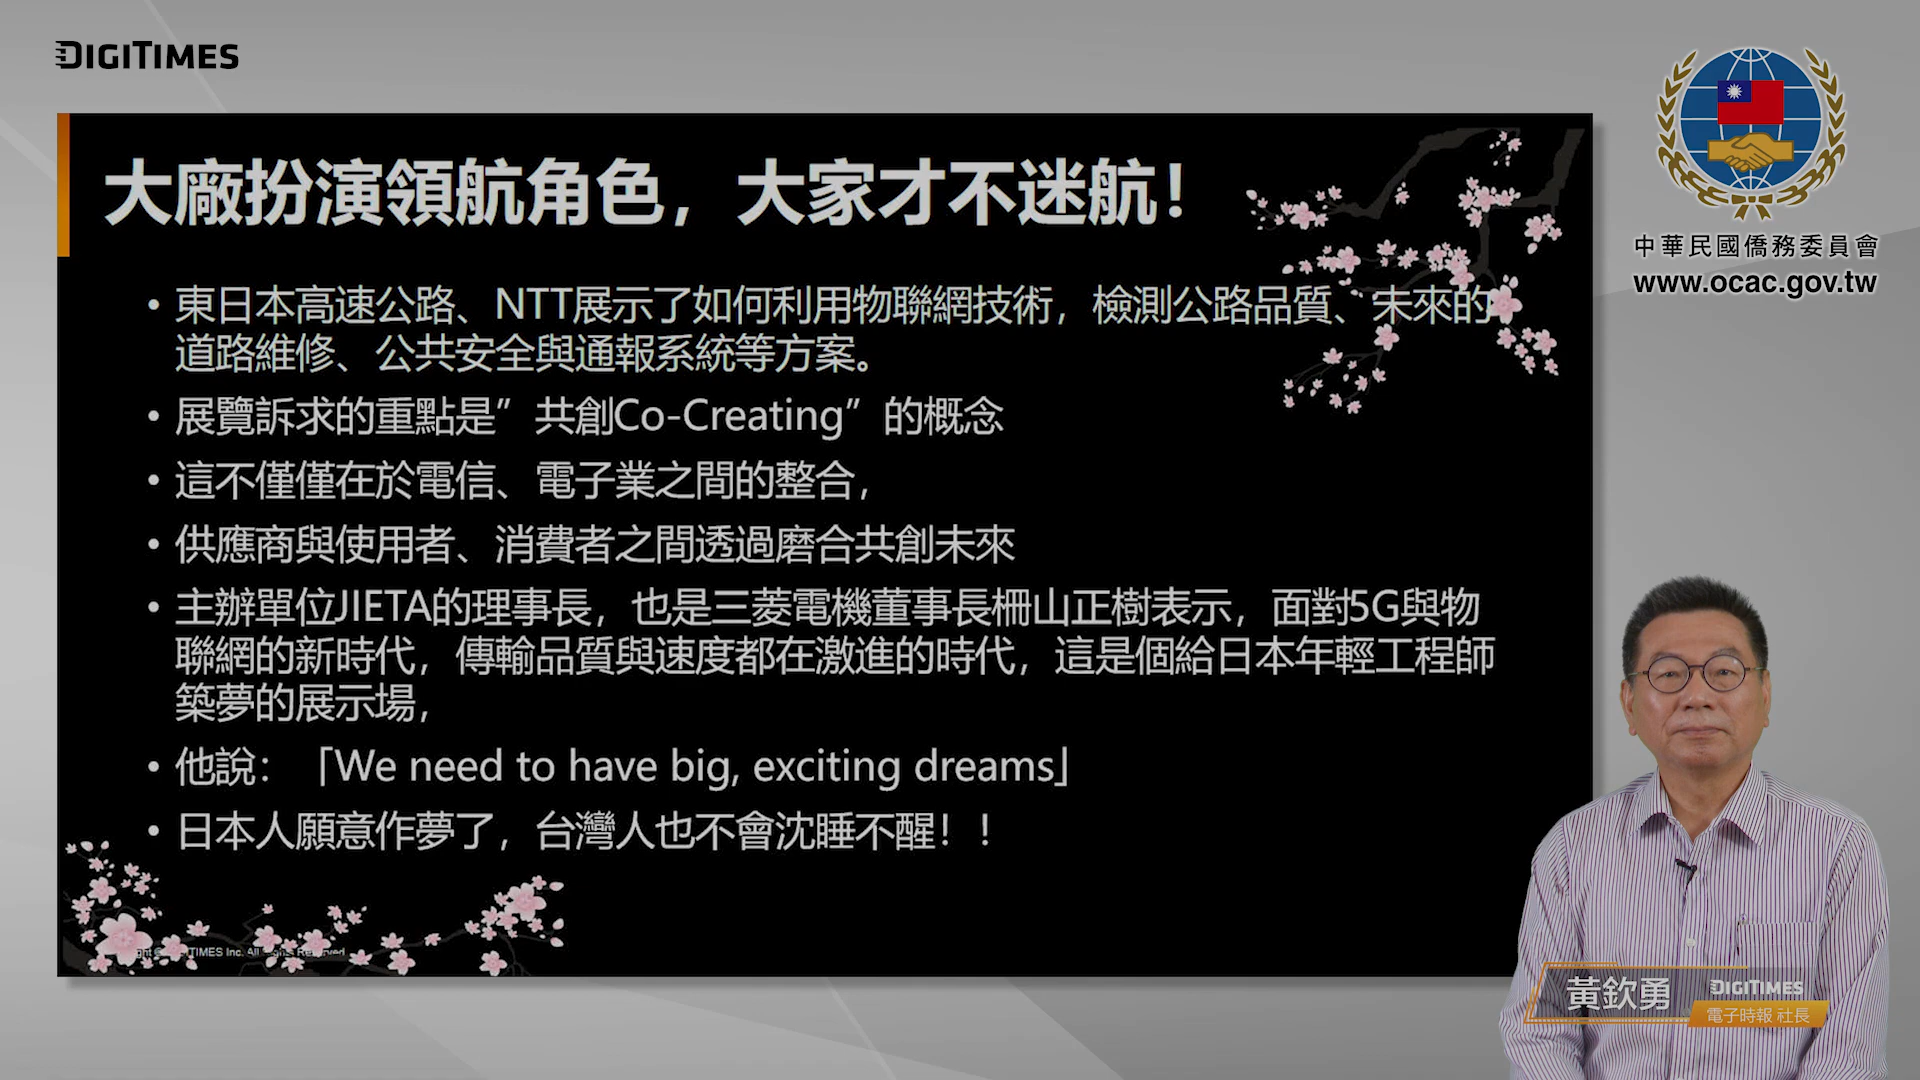 DIGITIMES
大廠扮演領航角色，大家才不迷航！
• 東日本高速公路、NTT展示了如何利用物聯網技術，檢測公路品質、未來的
道路維修、公共安全與通報系統等方案。
• 展覽訴求的重點是”共創Co-Creating”的概念
• 這不僅僅在於電信、電子業之間的整合，
• 供應商與使用者、消費者之間透過磨合共創未來
• 主辦單位JIETA的理事長，也是三菱電機董事長柵山正樹表示，面對5G與物
聯網的新時代，傳輸品質與速度都在激進的時代，這是個給日本年輕工程師
築夢的展示場，
• 他說：「We need to have big, exciting dreams」
• 日本人願意作夢了，台灣人也不會沈睡不醒！！
TIMES Inc. All
中華民國僑務委員會
www.ocac.gov.tw
黃欽勇
DIGITIMES
電子時報 社長